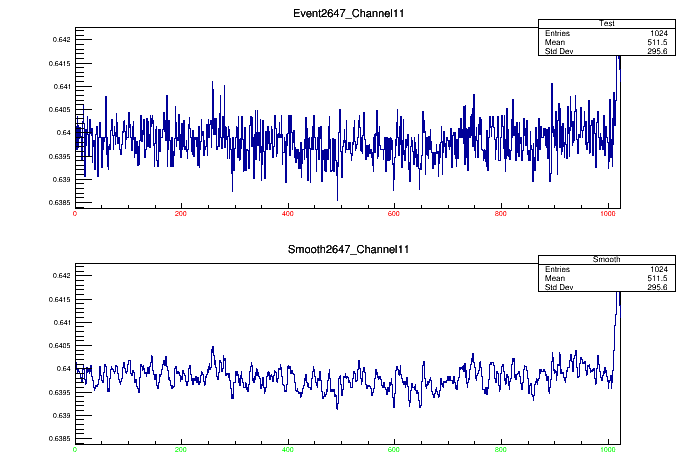 Event2647_Channel11
Test
Entries 1024
Mean 511.5
Std Dev 295.6
0.642
0.6415
0.641
0.6405
0.64
0.6395
0.639
0.6385
0 200 400 600 800 1000
Smooth2647_Channel11
Smooth
Entries 1024
Mean 511.5
Std Dev 295.6
0.642
0.6415
0.641
0.6405
0.64
0.6395
0.639
0.6385
0 200 400 600 800 1000